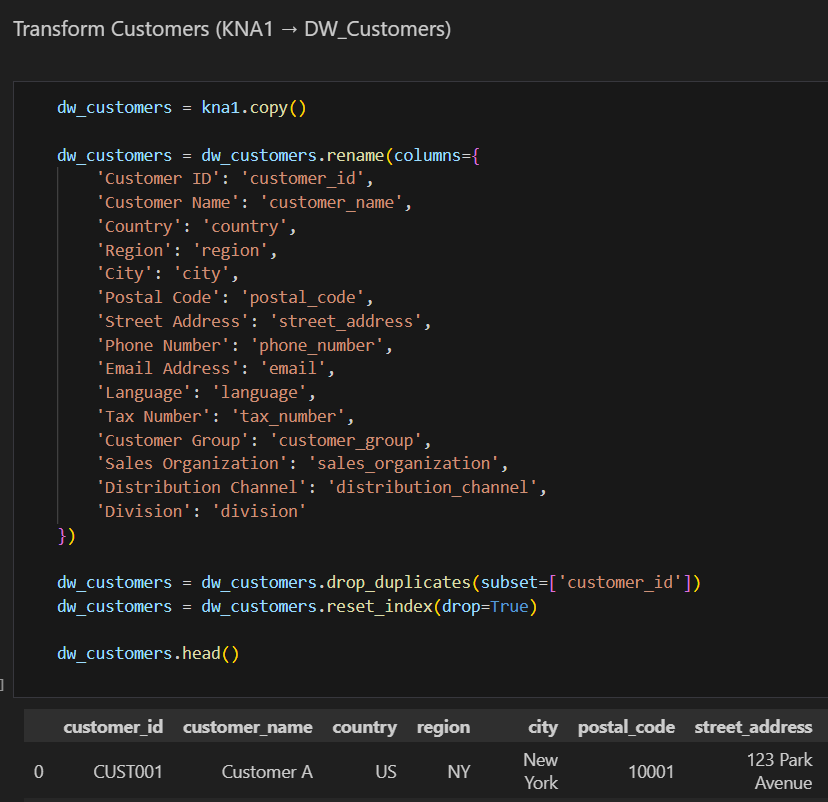 Transform Customers (KNA1 → DW_Customers)
dw_customers = kna1.copy()
dw_customers = dw_customers.rename(columns={
'Customer ID': 'customer_id',
'Customer Name': 'customer_name',
'Country': 'country',
'Region': 'region',
'City': 'city',
'Postal Code': 'postal_code',
'Street Address': 'street_address',
'Phone Number': 'phone_number',
'Email Address': 'email',
'Language': 'language',
'Tax Number': 'tax_number',
'Customer Group': 'customer_group',
'Sales Organization': 'sales_organization',
'Distribution Channel': 'distribution_channel',
'Division': 'division'
})
dw_customers = dw_customers.drop_duplicates(subset=['customer_id'])
dw_customers = dw_customers.reset_index(drop=True)
dw_customers.head()
]
customer_id customer_name country region city postal_code street_address
0 CUST001 Customer A US NY New York 10001 123 Park Avenue